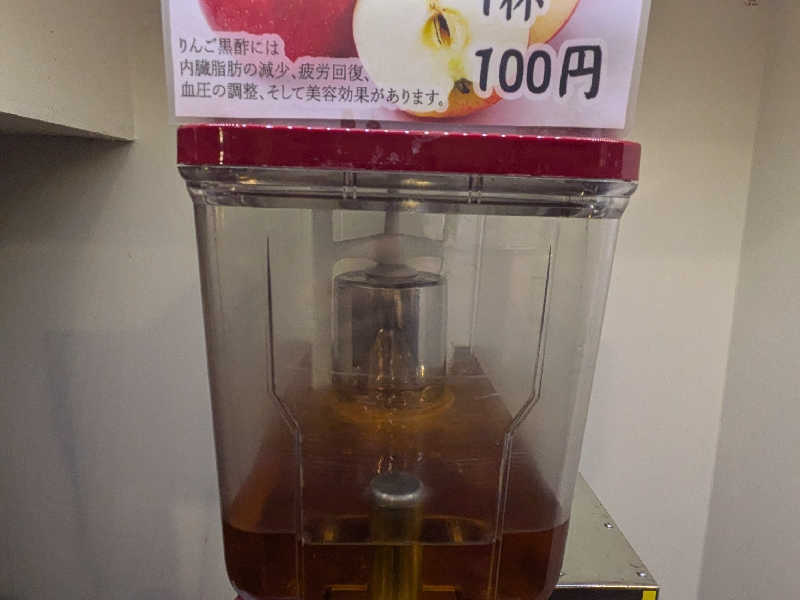 1杯
100円
りんご黒酢には
内臓脂肪の減少、疲労回復、
血圧の調整、そして美容効果があります。